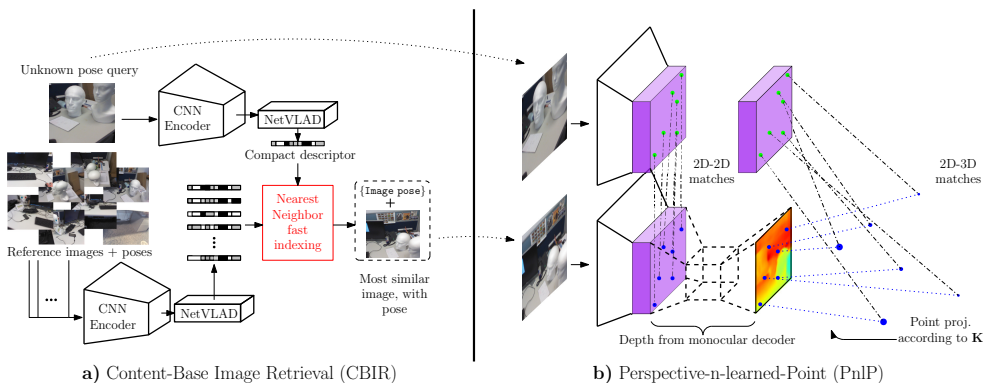 Unknown pose query
CNN
Encoder
NetVLAD
Compact descriptor
Nearest
Neighbor
fast
indexing
{Image pose}
+
Most similar
image, with
pose
Reference images + poses
...
CNN
Encoder
NetVLAD
a) Content-Base Image Retrieval (CBIR)
2D-2D
matches
2D-3D
matches
Depth from monocular decoder
Point proj.
according to K
b) Perspective-n-learned-Point (PnlP)